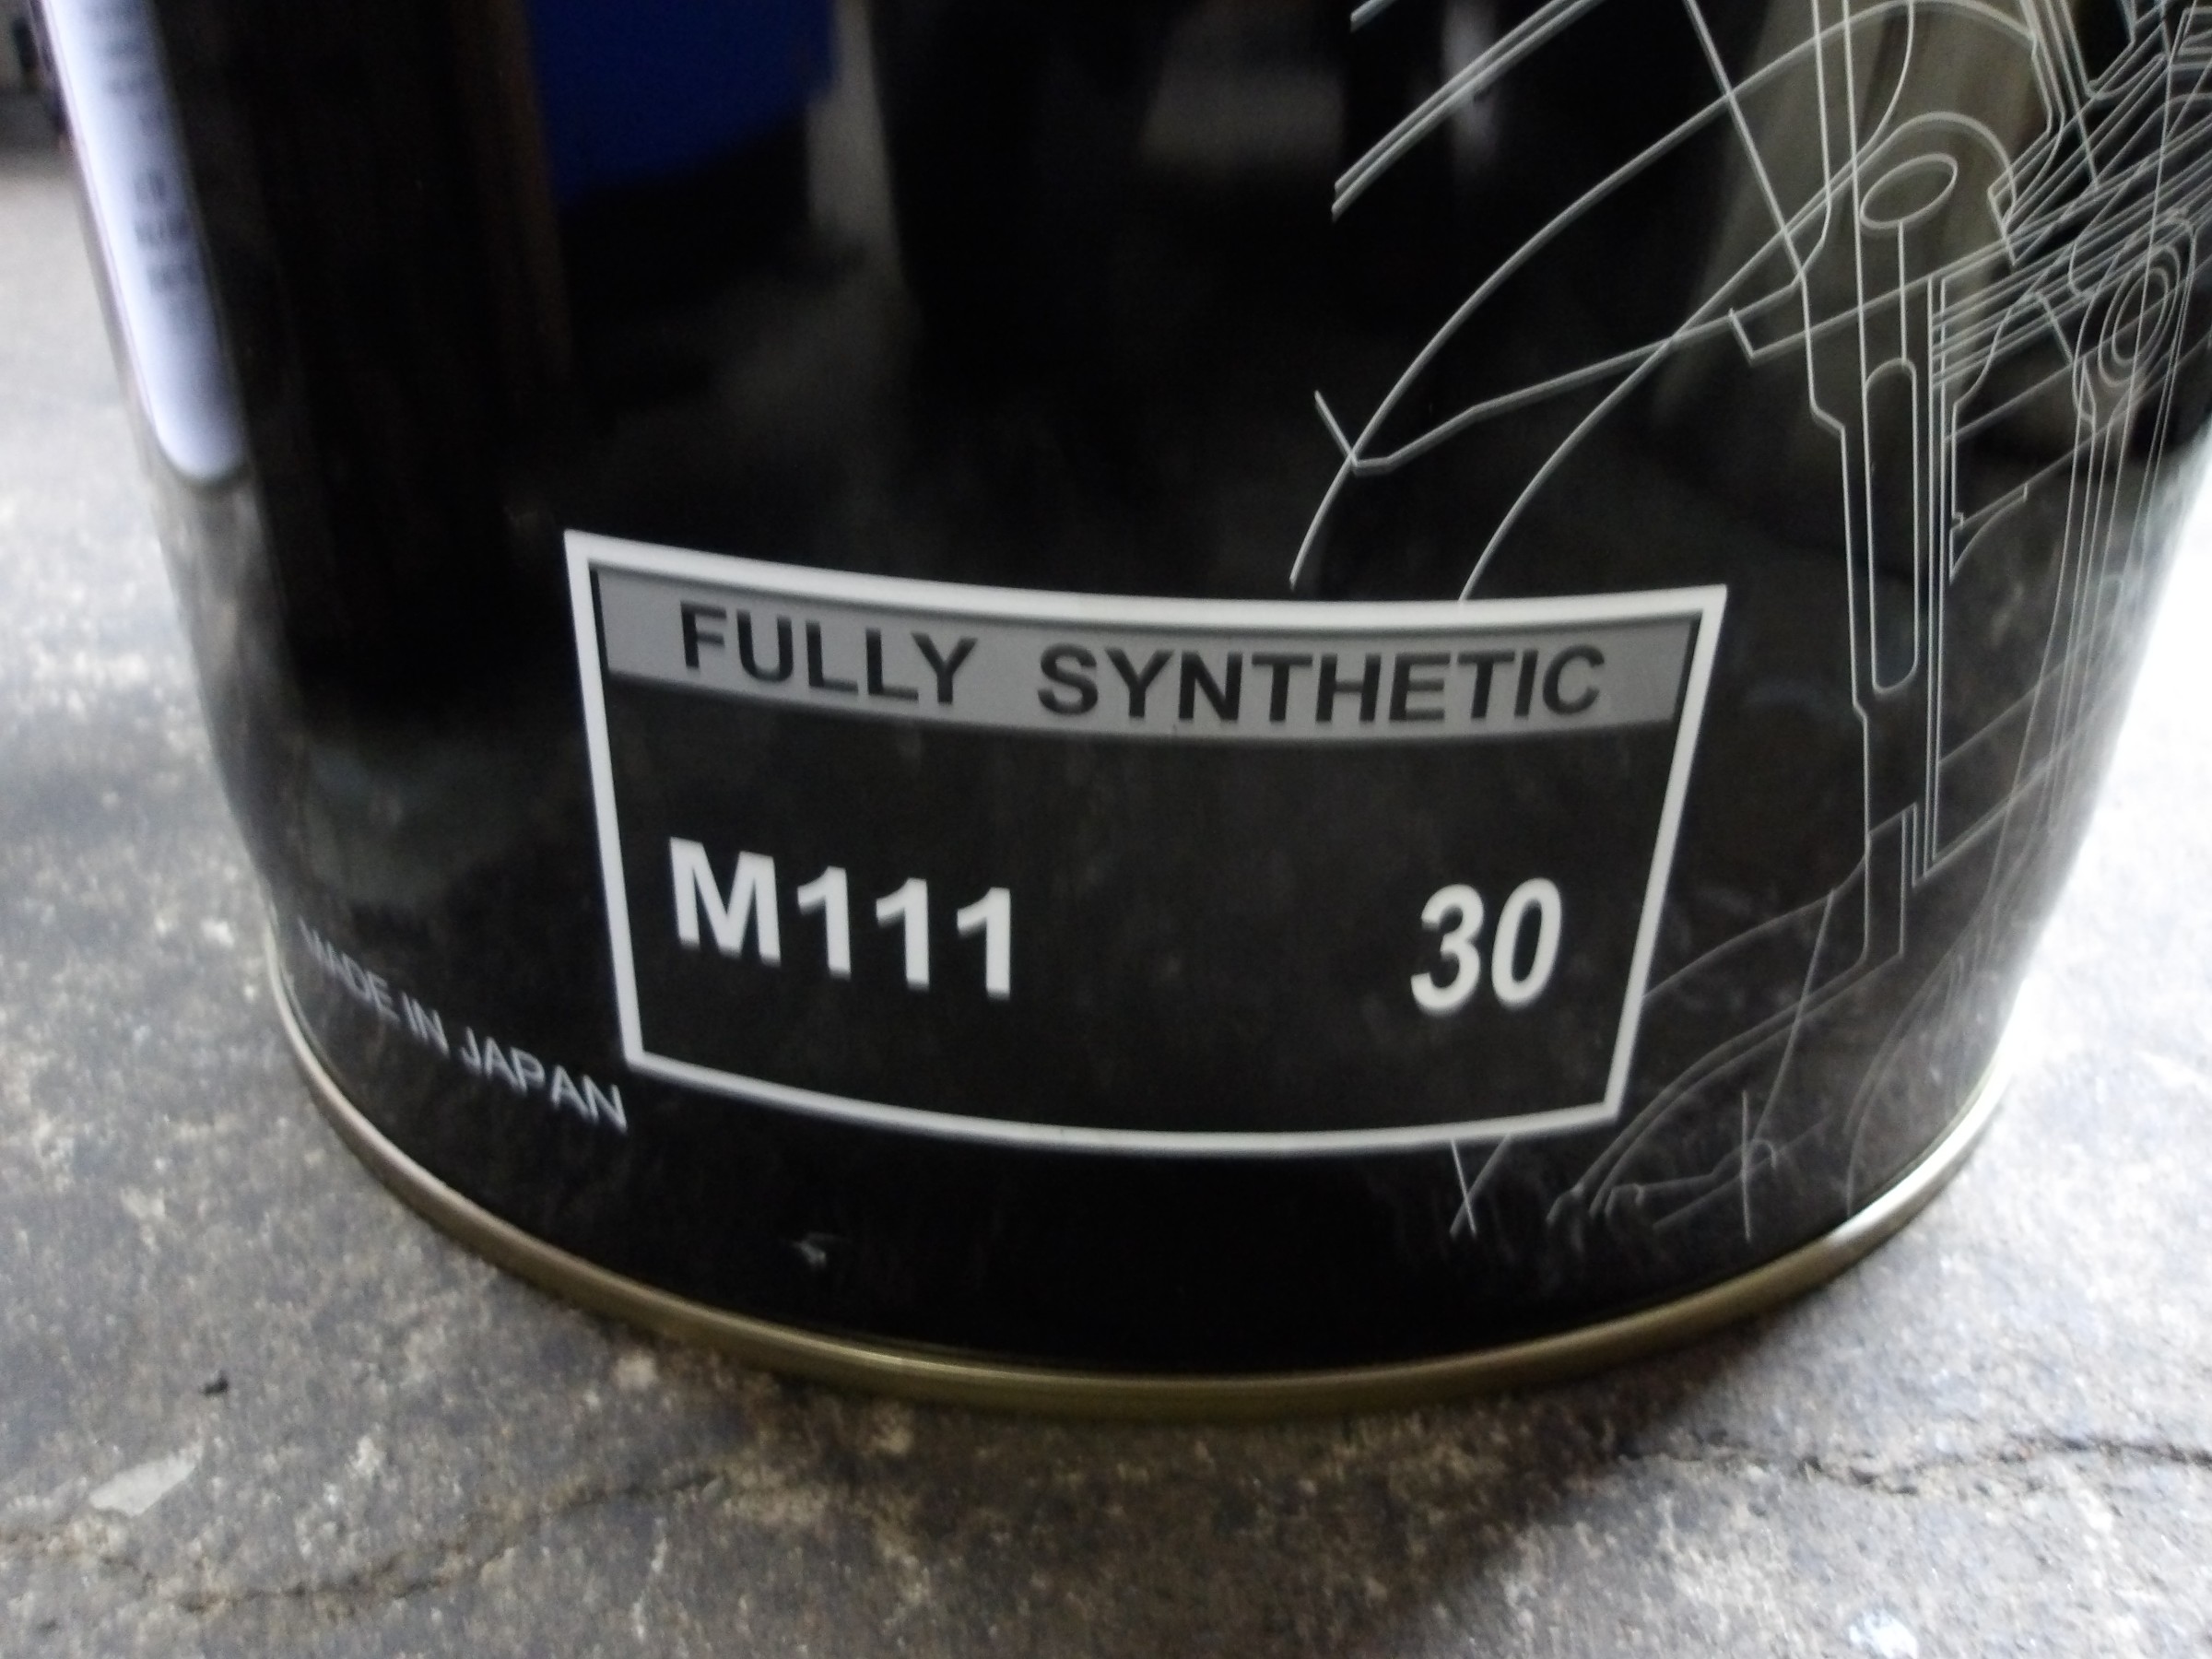 FULLY SYNTHETIC
M111 30
MADE IN JAPAN